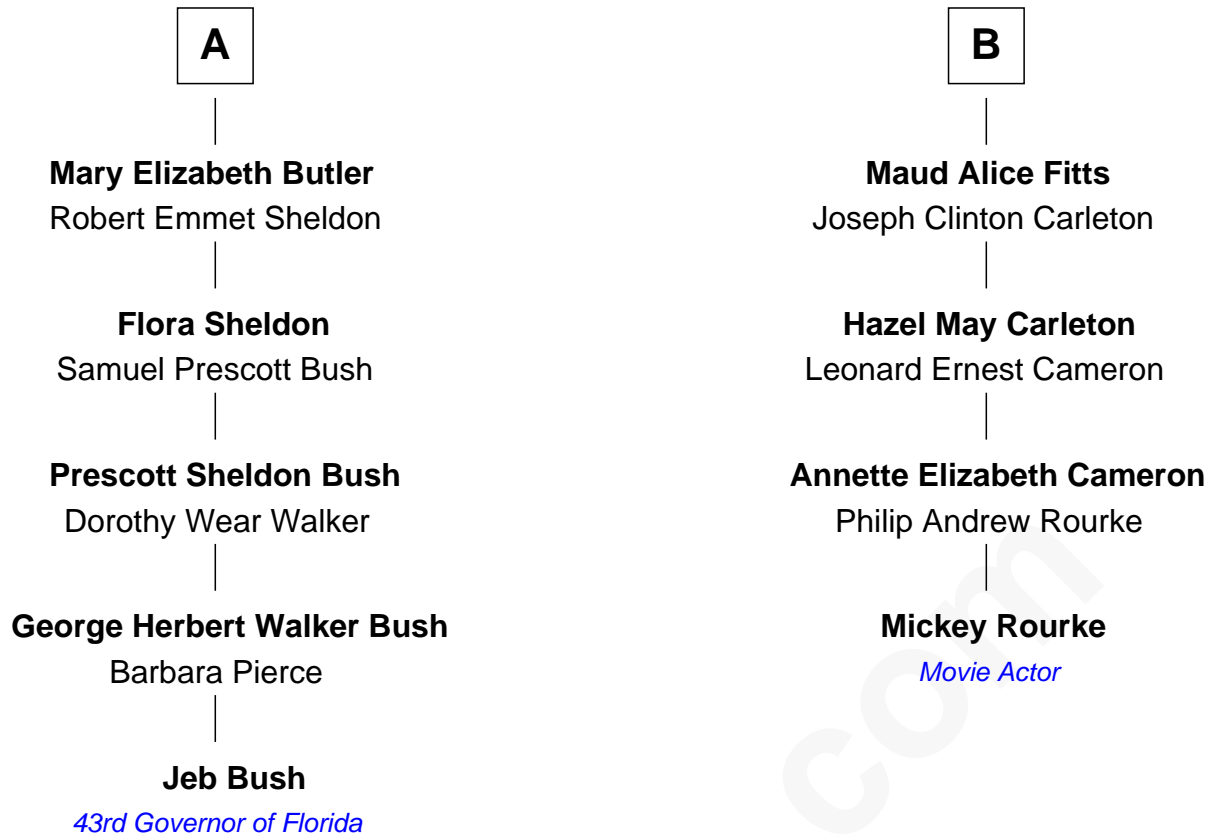 A
Mary Elizabeth Butler
Robert Emmet Sheldon
Flora Sheldon
Samuel Prescott Bush
Prescott Sheldon Bush
Dorothy Wear Walker
George Herbert Walker Bush
Barbara Pierce
Jeb Bush
43rd Governor of Florida
B
Maud Alice Fitts
Joseph Clinton Carleton
Hazel May Carleton
Leonard Ernest Cameron
Annette Elizabeth Cameron
Philip Andrew Rourke
Mickey Rourke
Movie Actor
com